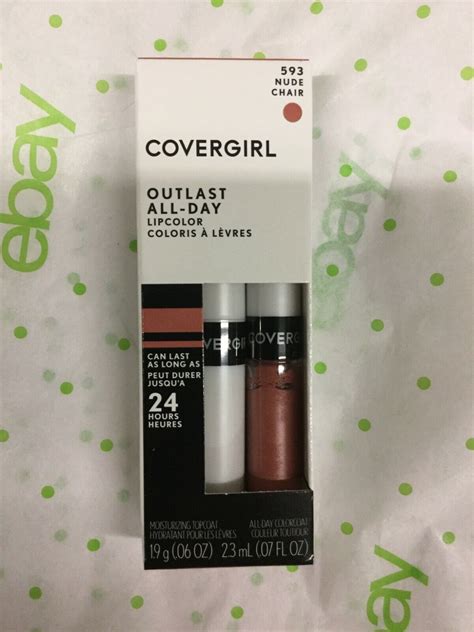 593
NUDE
CHAIR
COVERGIRL
OUTLAST
ALL-DAY
LIPCOLOR
COLORIS À LÈVRES
COVERGIRL
COVERG
CAN LAST
AS LONG AS
PEUT DURER
JUSQU'A
24
HOURS
HEURES
MOISTURIZING TOPCOAT
HYDRATANT POUR LES LÈVRES
1.9 g (.06 OZ)
ALL-DAY COLORCOAT
COULEUR TOUTJOUR
2.3 mL (.07 FL OZ)
ebay
ebay
ebay